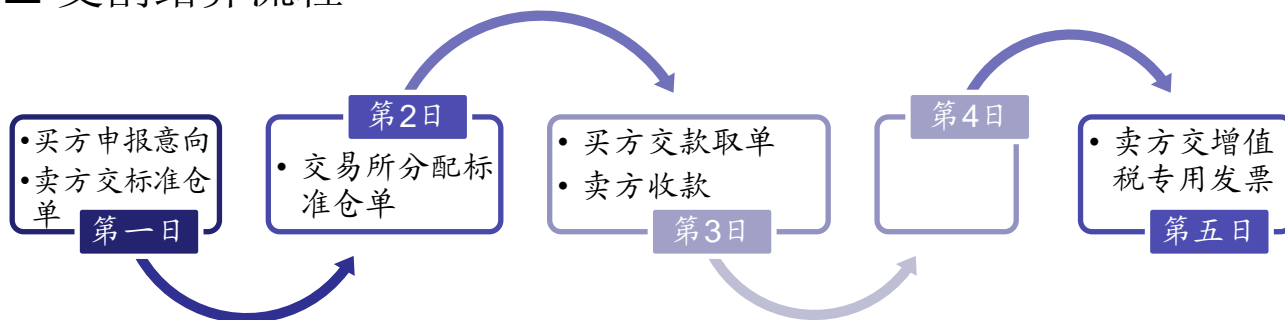 •买方申报意向
•卖方交标准仓
单
第一日
第2日
• 交易所分配标
准仓单
• 买方交款取单
• 卖方收款
第3日
第4日
• 卖方交增值
税专用发票
第五日